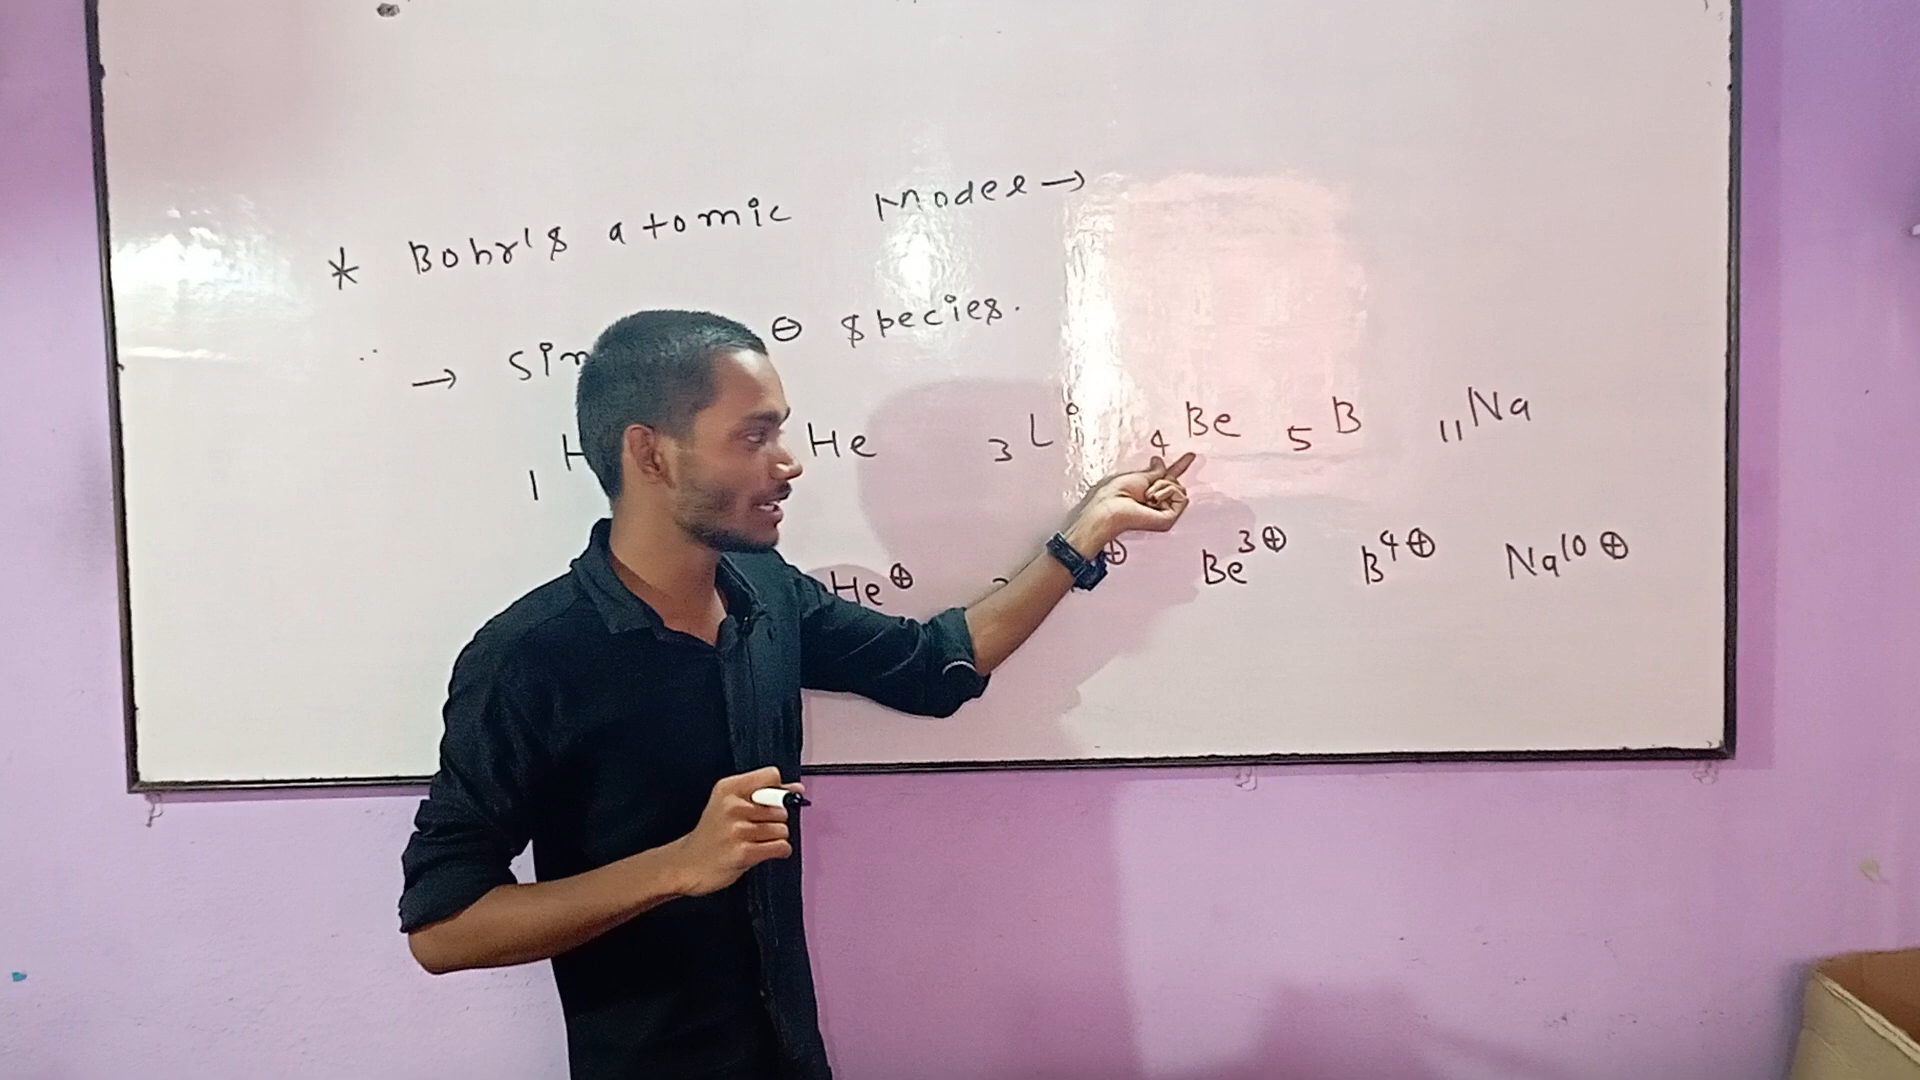 * Bohr's atomic Model →
→ Sin ⊖ species.
₁H He ₃Li ₄Be ₅B ₁₁Na
He⊕ ⊕ Be³⊕ B⁴⊕ Na¹⁰⊕